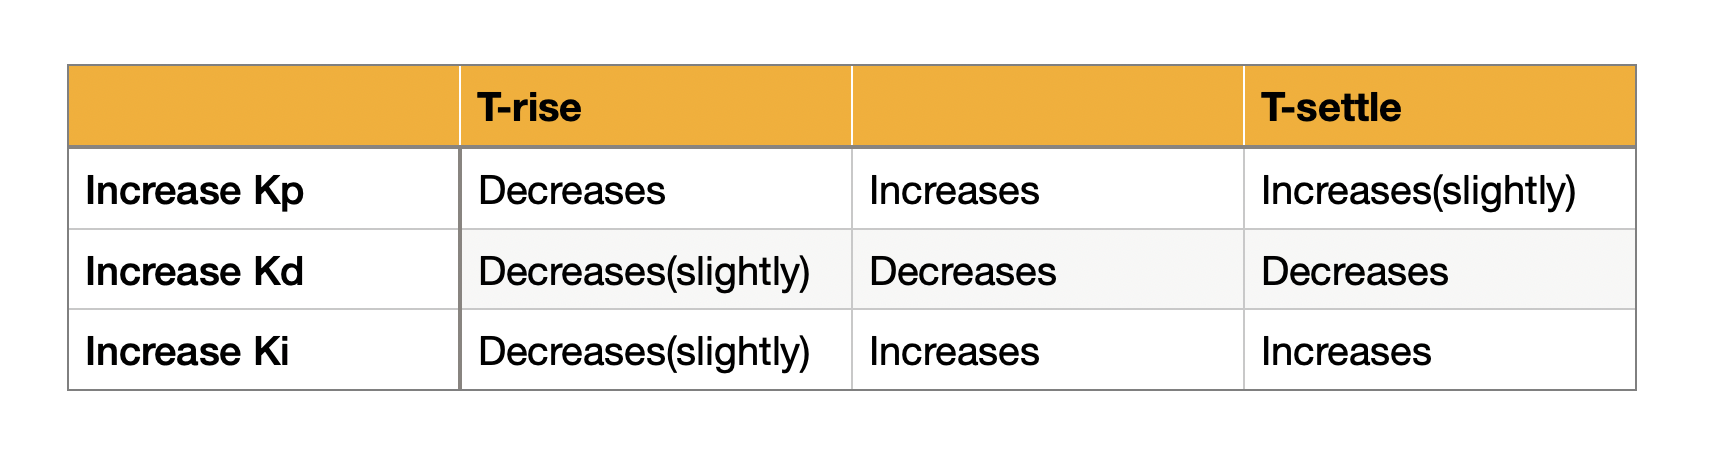 T-rise T-settle
Increase Kp Decreases Increases Increases(slightly)
Increase Kd Decreases(slightly) Decreases Decreases
Increase Ki Decreases(slightly) Increases Increases